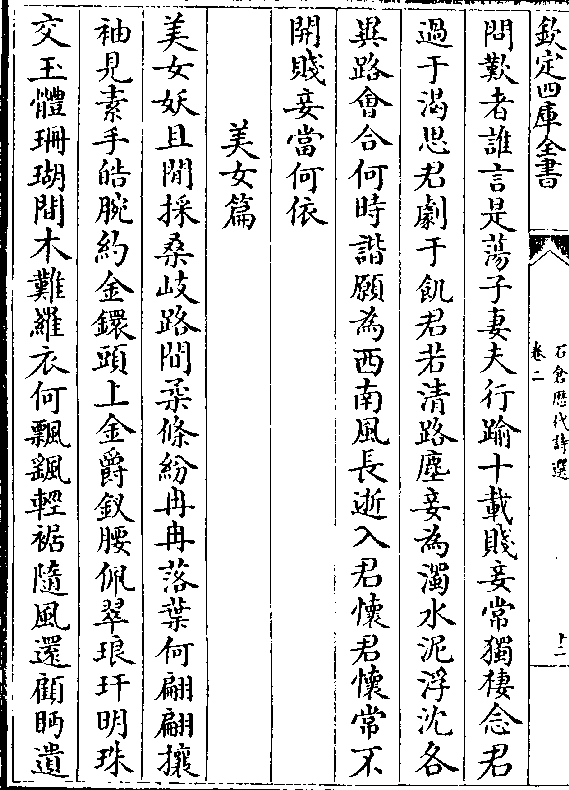 欽定四庫全書
石倉歷代詩選
卷二
十二
問歎者誰言是蕩子妻夫行踰十載賤妾常獨棲念君
過于渴思君劇于飢君若清路塵妾為濁水泥浮沈各
異路會合何時諧願為西南風長逝入君懷君懷常不
開賤妾當何依
美女篇
美女妖且閒採桑岐路間柔條紛冉冉落葉何翩翩攘
袖見素手皓腕約金鐶頭上金爵釵腰佩翠琅玕明珠
交玉體珊瑚間木難羅衣何飄颻輕裾隨風還顧眄遺